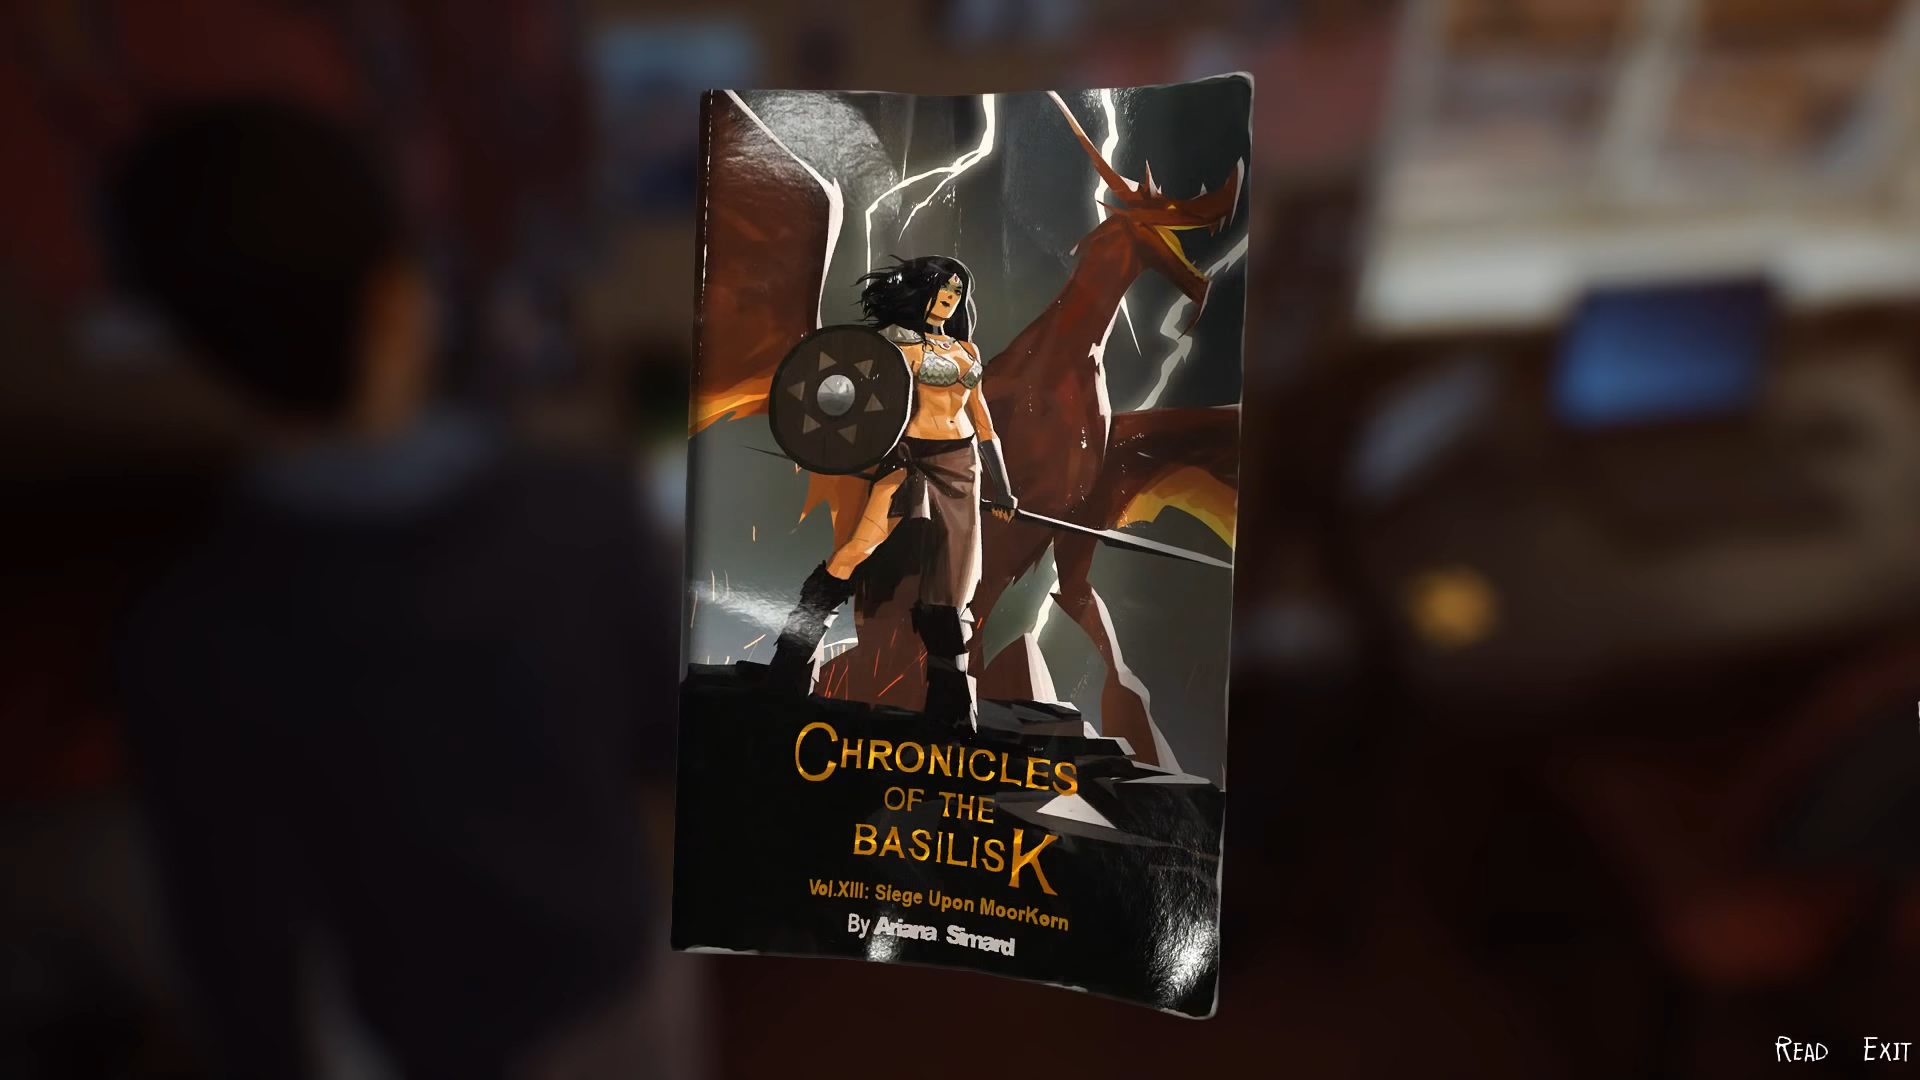 CHRONICLES
OF THE
BASILISK
Vol.XIII: Siege Upon MoorKorn
By Ariana Simard
READ EXIT